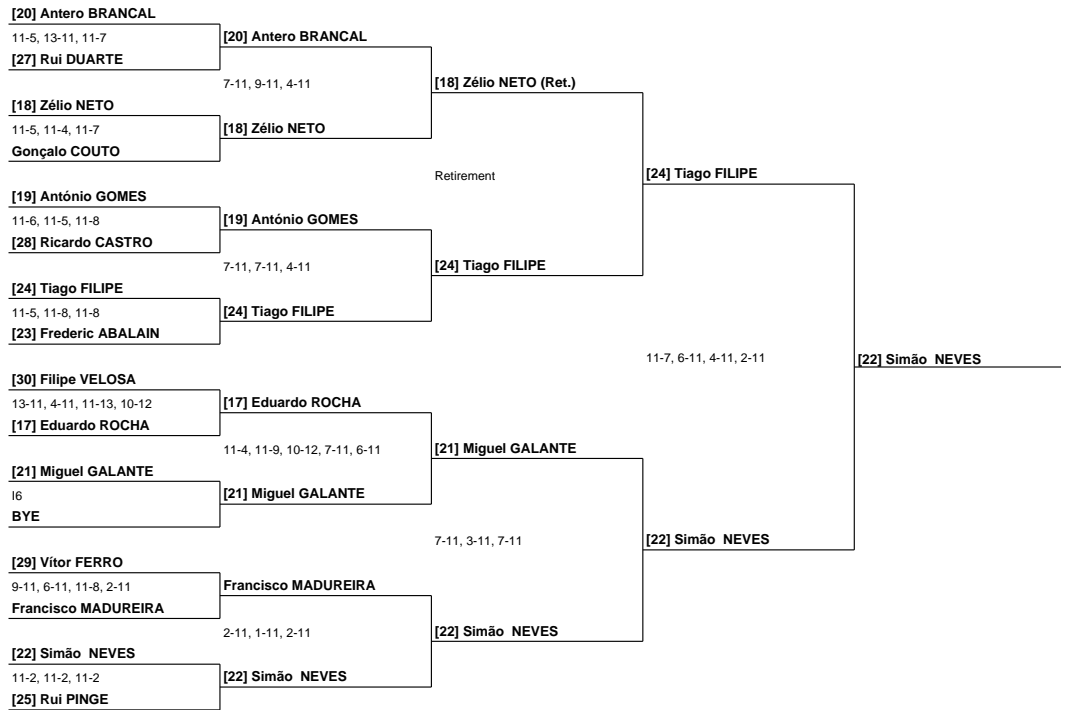 [20] Antero BRANCAL
11-5, 13-11, 11-7
[20] Antero BRANCAL
[27] Rui DUARTE
7-11, 9-11, 4-11
[18] Zélio NETO (Ret.)
[18] Zélio NETO
11-5, 11-4, 11-7
[18] Zélio NETO
Gonçalo COUTO
Retirement
[24] Tiago FILIPE
[19] António GOMES
11-6, 11-5, 11-8
[19] António GOMES
[28] Ricardo CASTRO
7-11, 7-11, 4-11
[24] Tiago FILIPE
[24] Tiago FILIPE
11-5, 11-8, 11-8
[24] Tiago FILIPE
[23] Frederic ABALAIN
11-7, 6-11, 4-11, 2-11
[22] Simão  NEVES
[30] Filipe VELOSA
13-11, 4-11, 11-13, 10-12
[17] Eduardo ROCHA
[17] Eduardo ROCHA
11-4, 11-9, 10-12, 7-11, 6-11
[21] Miguel GALANTE
[21] Miguel GALANTE
I6
[21] Miguel GALANTE
BYE
7-11, 3-11, 7-11
[22] Simão  NEVES
[29] Vítor FERRO
9-11, 6-11, 11-8, 2-11
Francisco MADUREIRA
Francisco MADUREIRA
2-11, 1-11, 2-11
[22] Simão  NEVES
[22] Simão  NEVES
11-2, 11-2, 11-2
[22] Simão  NEVES
[25] Rui PINGE